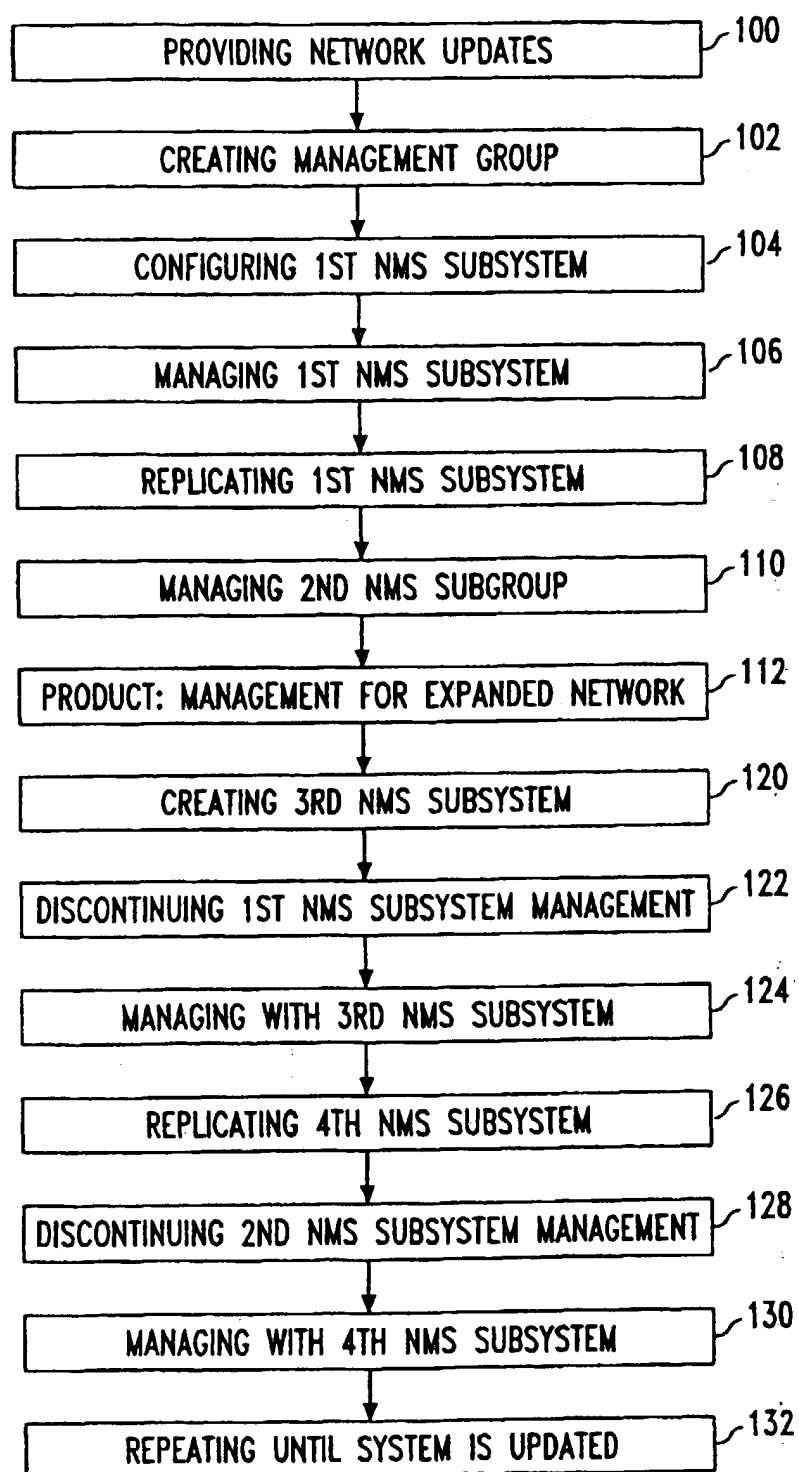 PROVIDING NETWORK UPDATES 100
CREATING MANAGEMENT GROUP 102
CONFIGURING 1ST NMS SUBSYSTEM 104
MANAGING 1ST NMS SUBSYSTEM 106
REPLICATING 1ST NMS SUBSYSTEM 108
MANAGING 2ND NMS SUBGROUP 110
PRODUCT: MANAGEMENT FOR EXPANDED NETWORK 112
CREATING 3RD NMS SUBSYSTEM 120
DISCONTINUING 1ST NMS SUBSYSTEM MANAGEMENT 122
MANAGING WITH 3RD NMS SUBSYSTEM 124
REPLICATING 4TH NMS SUBSYSTEM 126
DISCONTINUING 2ND NMS SUBSYSTEM MANAGEMENT 128
MANAGING WITH 4TH NMS SUBSYSTEM 130
REPEATING UNTIL SYSTEM IS UPDATED 132